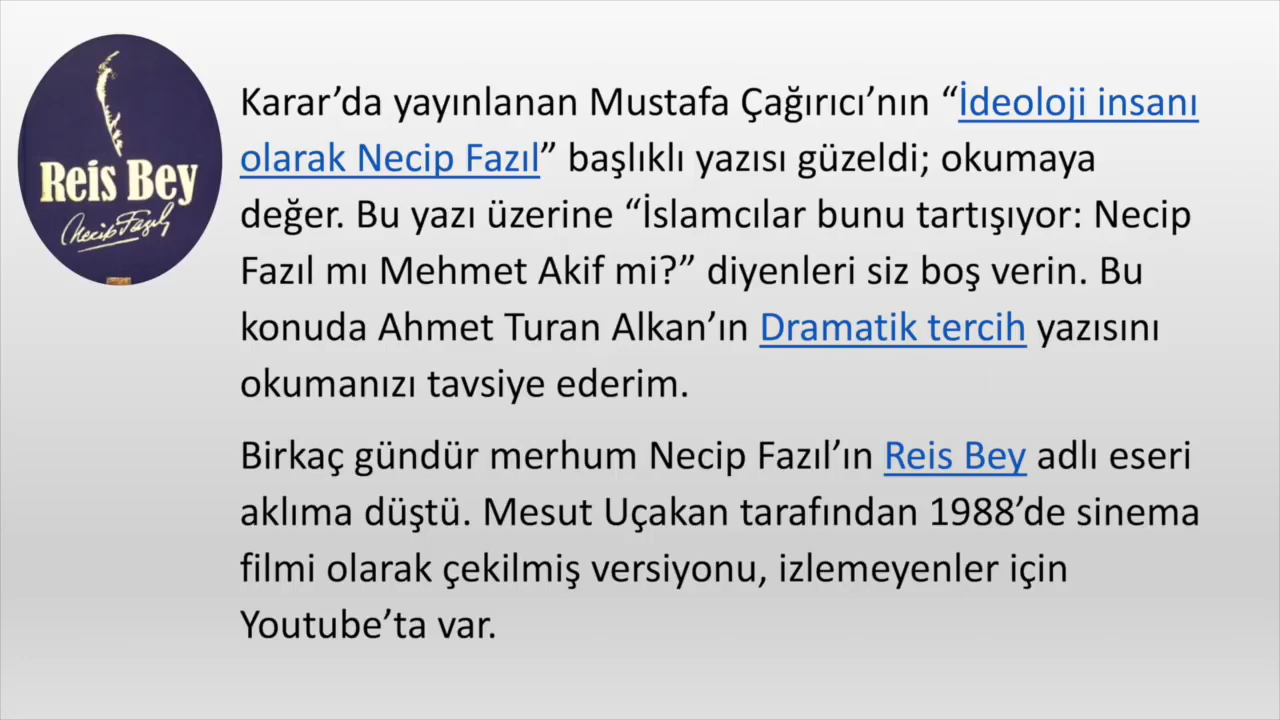 Reis Bey
Necip Fazıl
Karar’da yayınlanan Mustafa Çağırıcı’nın “İdeoloji insanı
olarak Necip Fazıl” başlıklı yazısı güzeldi; okumaya
değer. Bu yazı üzerine “İslamcılar bunu tartışıyor: Necip
Fazıl mı Mehmet Akif mi?” diyenleri siz boş verin. Bu
konuda Ahmet Turan Alkan’ın Dramatik tercih yazısını
okumanızı tavsiye ederim.
Birkaç gündür merhum Necip Fazıl’ın Reis Bey adlı eseri
aklıma düştü. Mesut Uçakan tarafından 1988’de sinema
filmi olarak çekilmiş versiyonu, izlemeyenler için
Youtube’ta var.